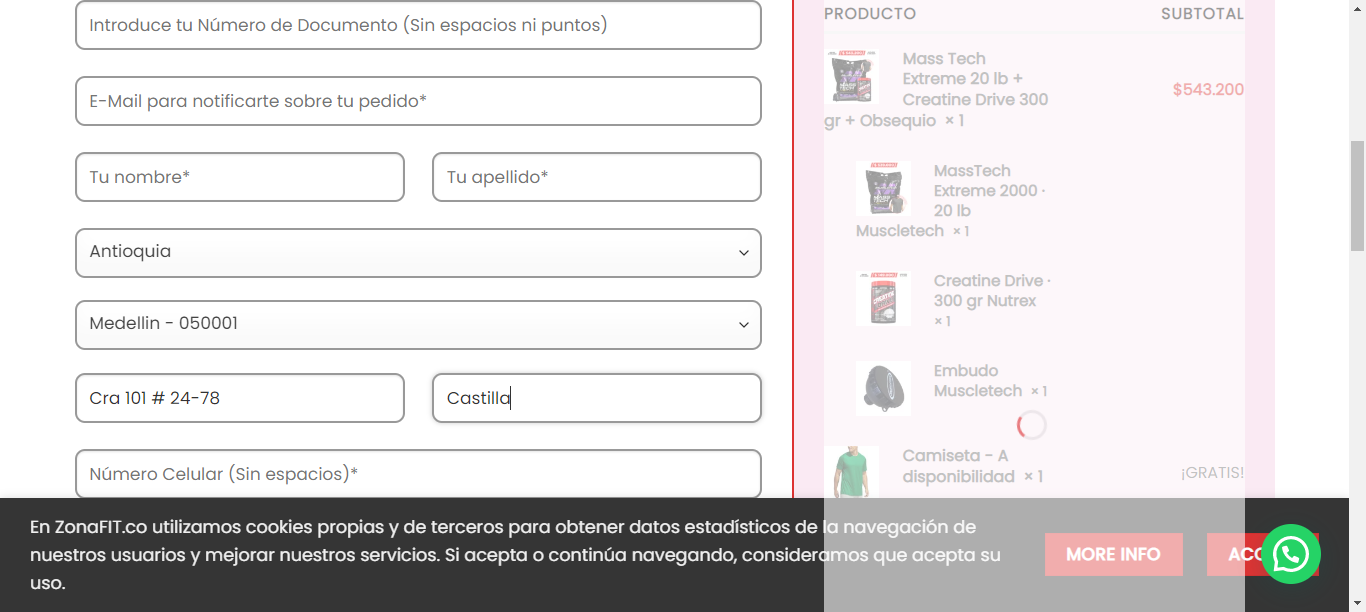 Introduce tu Número de Documento (Sin espacios ni puntos)
E-Mail para notificarte sobre tu pedido*
Tu nombre*
Tu apellido*
Antioquia
Medellin - 050001
Cra 101 # 24-78
Castilla
Número Celular (Sin espacios)*
PRODUCTO
SUBTOTAL
Mass Tech
Extreme 20 lb +
Creatine Drive 300
gr + Obsequio × 1
$543.200
MassTech
Extreme 2000 ·
20 lb
Muscletech × 1
Creatine Drive ·
300 gr Nutrex
× 1
Embudo
Muscletech × 1
Camiseta - A
disponibilidad × 1
¡GRATIS!
En ZonaFIT.co utilizamos cookies propias y de terceros para obtener datos estadísticos de la navegación de
nuestros usuarios y mejorar nuestros servicios. Si acepta o continúa navegando, consideramos que acepta su
uso.
MORE INFO